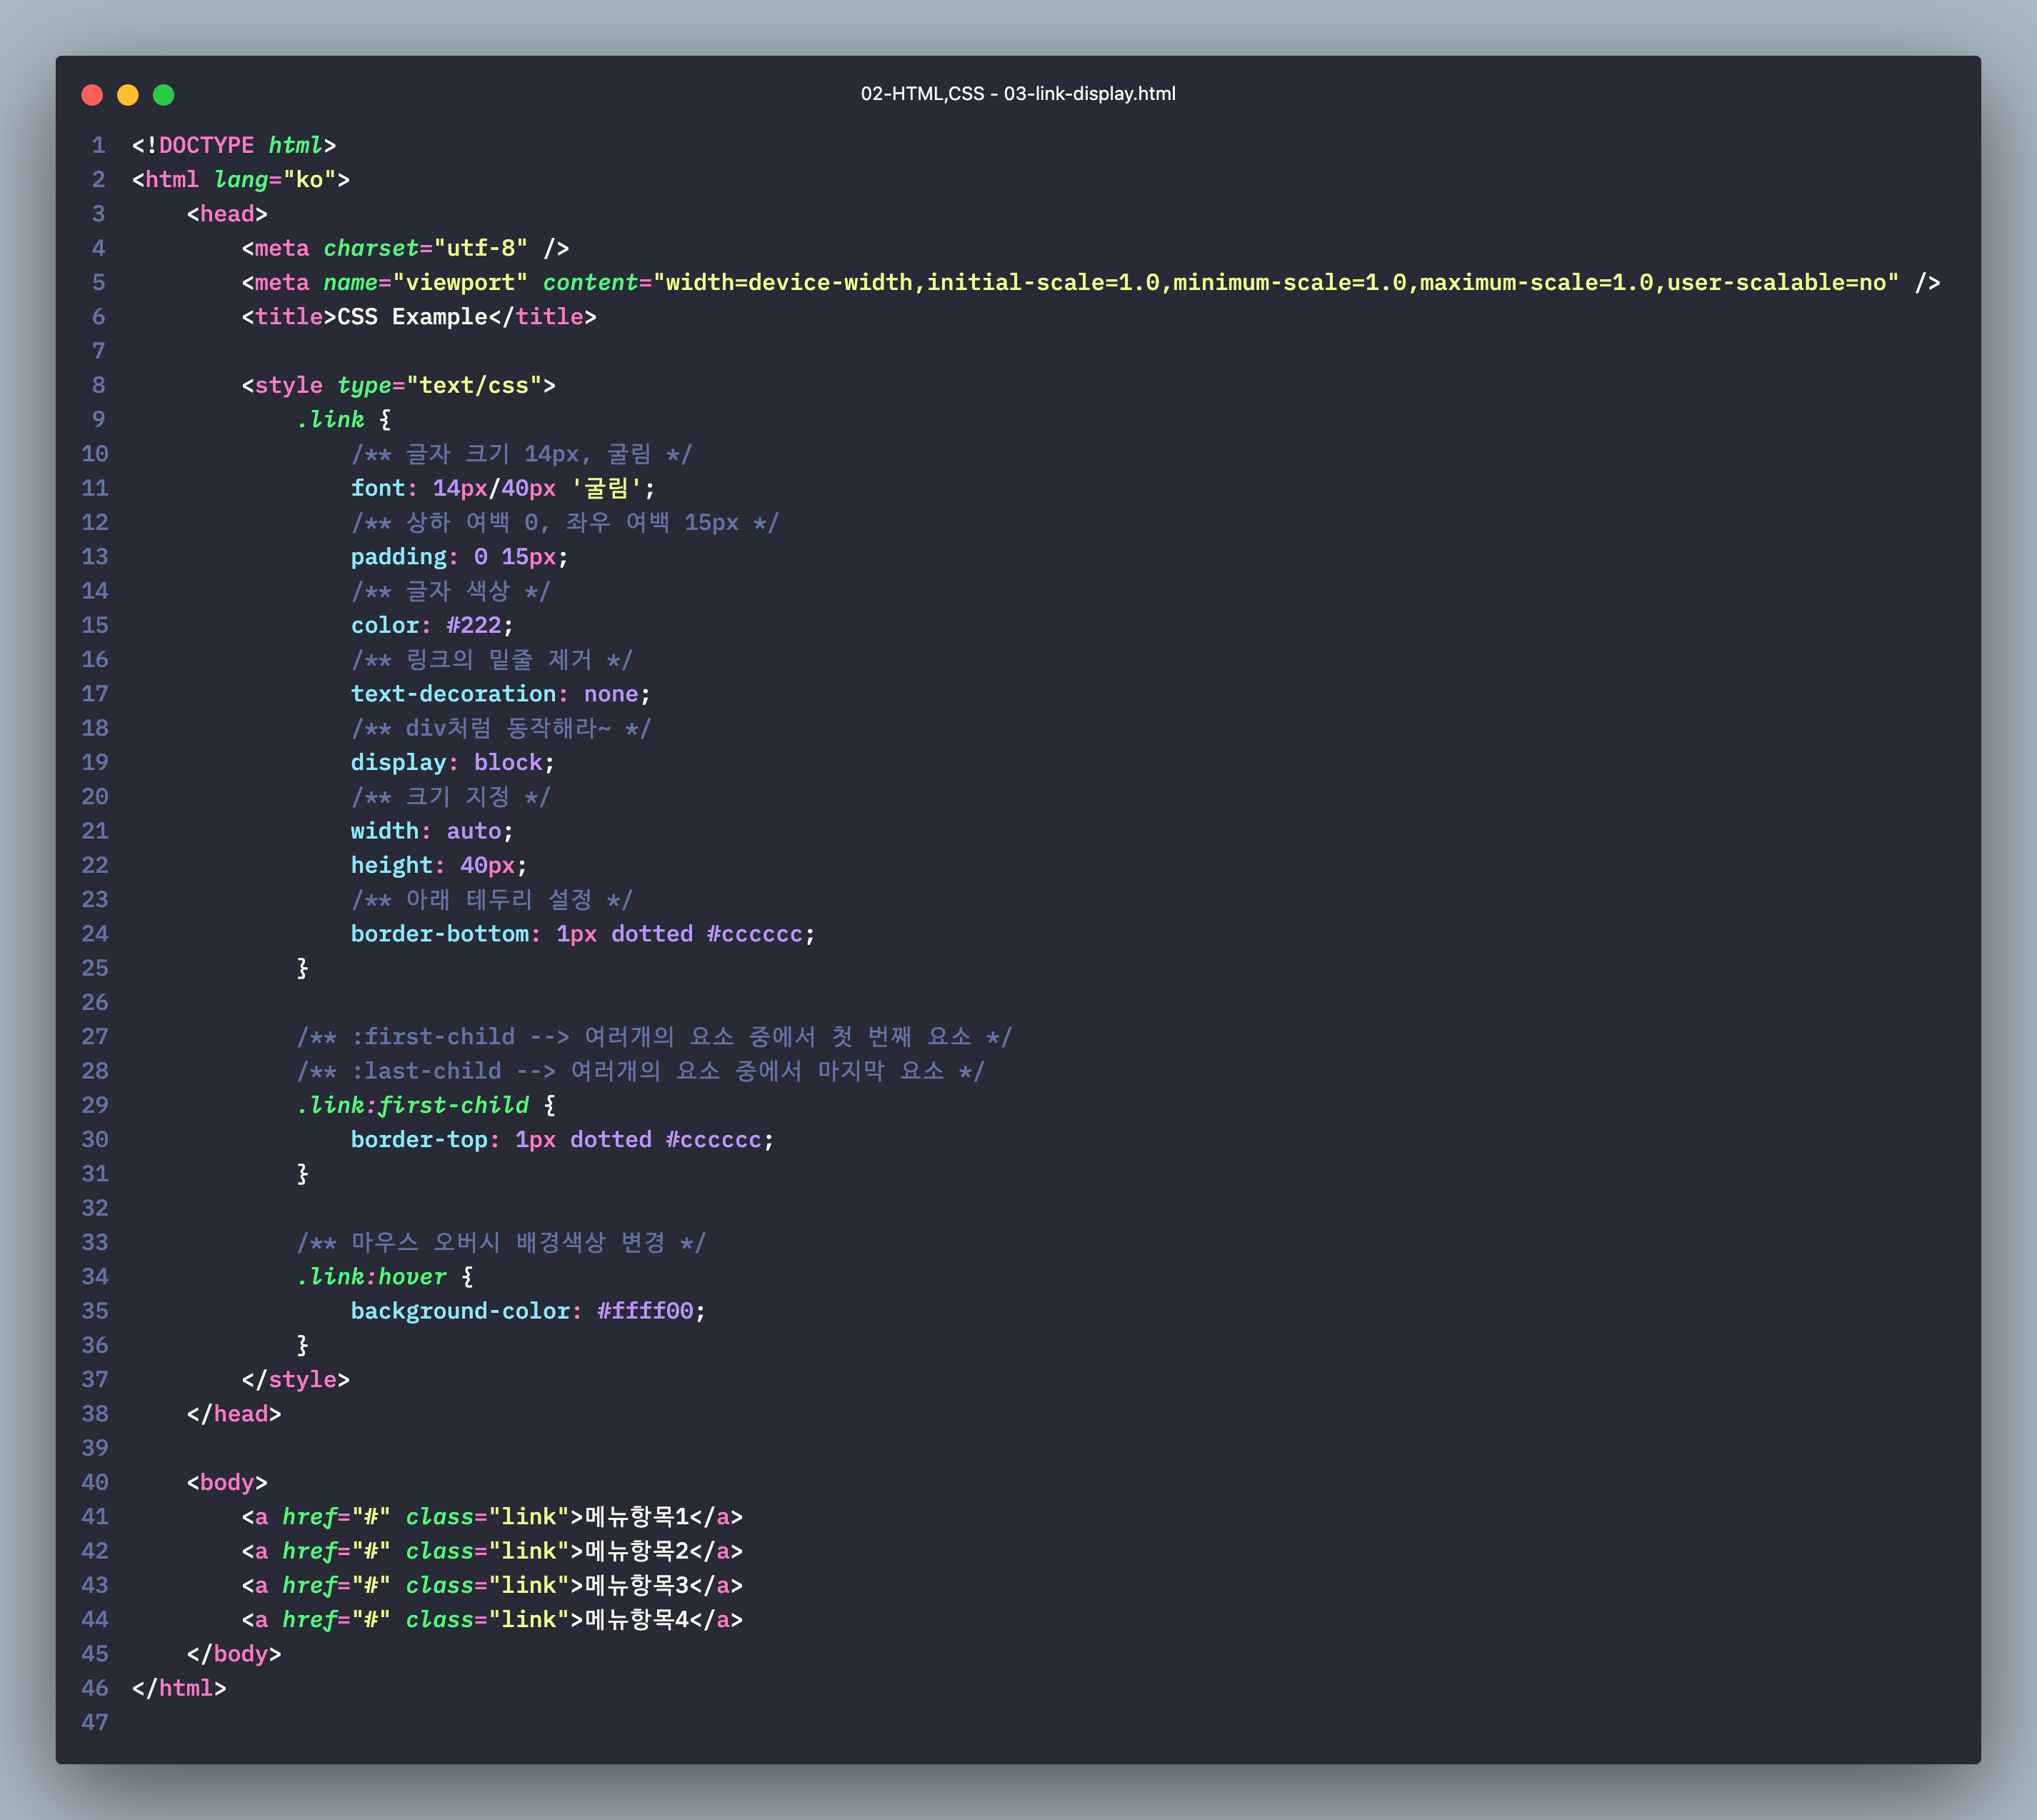 02-HTML,CSS - 03-link-display.html
1 <!DOCTYPE html>
2 <html lang="ko">
3     <head>
4         <meta charset="utf-8" />
5         <meta name="viewport" content="width=device-width,initial-scale=1.0,minimum-scale=1.0,maximum-scale=1.0,user-scalable=no" />
6         <title>CSS Example</title>
7
8         <style type="text/css">
9             .link {
10                 /** 글자 크기 14px, 굴림 */
11                 font: 14px/40px '굴림';
12                 /** 상하 여백 0, 좌우 여백 15px */
13                 padding: 0 15px;
14                 /** 글자 색상 */
15                 color: #222;
16                 /** 링크의 밑줄 제거 */
17                 text-decoration: none;
18                 /** div처럼 동작해라~ */
19                 display: block;
20                 /** 크기 지정 */
21                 width: auto;
22                 height: 40px;
23                 /** 아래 테두리 설정 */
24                 border-bottom: 1px dotted #cccccc;
25             }
26
27             /** :first-child --> 여러개의 요소 중에서 첫 번째 요소 */
28             /** :last-child --> 여러개의 요소 중에서 마지막 요소 */
29             .link:first-child {
30                 border-top: 1px dotted #cccccc;
31             }
32
33             /** 마우스 오버시 배경색상 변경 */
34             .link:hover {
35                 background-color: #ffff00;
36             }
37         </style>
38     </head>
39
40     <body>
41         <a href="#" class="link">메뉴항목1</a>
42         <a href="#" class="link">메뉴항목2</a>
43         <a href="#" class="link">메뉴항목3</a>
44         <a href="#" class="link">메뉴항목4</a>
45     </body>
46 </html>
47